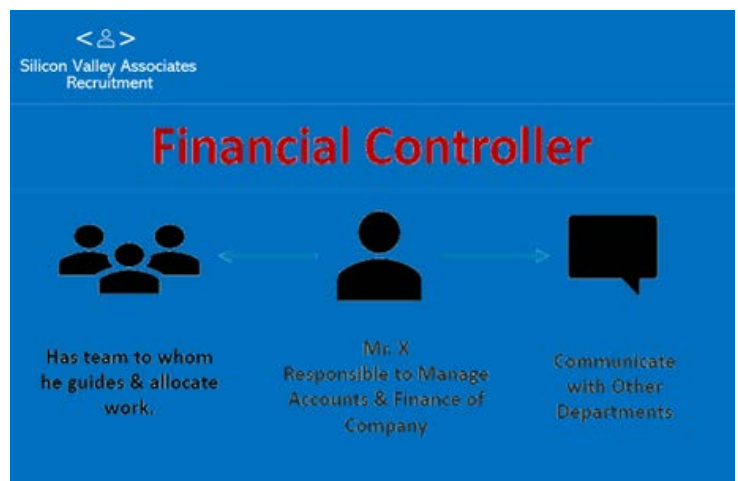 Silicon Valley Associates
Recruitment
Financial Controller
Has team to whom
he guides & allocate
work.
Mr. X
Responsible to Manage
Accounts & Finance of
Company
Communicate
with Other
Departments